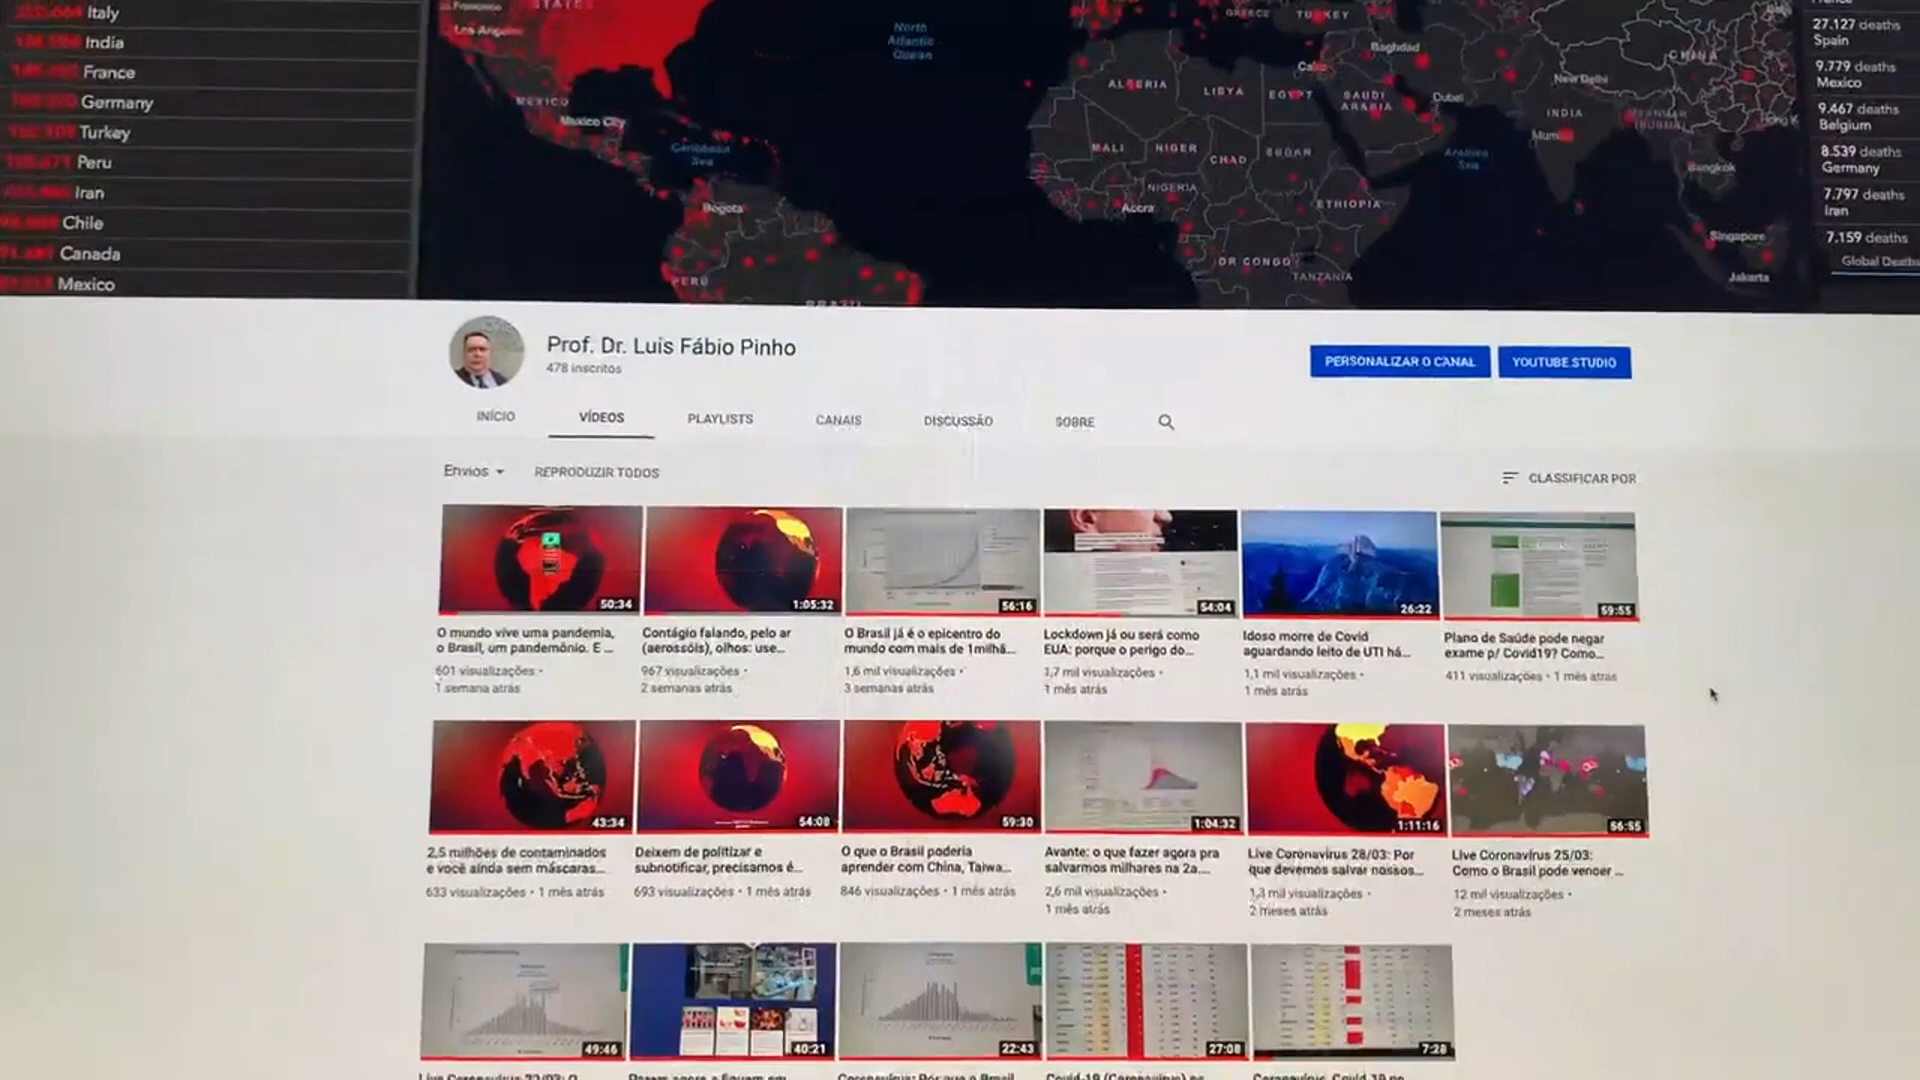 Italy
India
France
Germany
Turkey
Peru
Iran
Chile
Canada
Mexico
Los Angeles
MEXICO
Mexico City
North
Atlantic
Ocean
Caribbean
Sea
Bogota
PERU
BRAZIL
GREECE
TURKEY
Baghdad
Cairo
ALGERIA
LIBYA
EGYPT
SAUDI
ARABIA
Dubai
MALI
NIGER
CHAD
SUDAN
NIGERIA
Accra
ETHIOPIA
DR CONGO
TANZANIA
Arabian
Sea
New Delhi
INDIA
CHINA
Bangkok
Singapore
Jakarta
27.127 deaths
Spain
9.779 deaths
Mexico
9.467 deaths
Belgium
8.539 deaths
Germany
7.797 deaths
Iran
7.159 deaths
Global Deaths
Prof. Dr. Luis Fábio Pinho
478 inscritos
PERSONALIZAR O CANAL
YOUTUBE STUDIO
INÍCIO
VÍDEOS
PLAYLISTS
CANAIS
DISCUSSÃO
SOBRE
Envios
REPRODUZIR TODOS
CLASSIFICAR POR
50:34
1:05:32
56:16
54:04
26:22
59:55
O mundo vive uma pandemia,
o Brasil, um pandemônio. E ...
601 visualizações •
1 semana atrás
Contágio falando, pelo ar
(aerossóis), olhos: use...
967 visualizações •
2 semanas atrás
O Brasil já é o epicentro do
mundo com mais de 1milhã...
1,6 mil visualizações •
3 semanas atrás
Lockdown já ou será como
EUA: porque o perigo do...
1,7 mil visualizações •
1 mês atrás
Idoso morre de Covid
aguardando leito de UTI há...
1,1 mil visualizações •
1 mês atrás
Plano de Saúde pode negar
exame p/ Covid19? Como...
411 visualizações • 1 mês atrás
43:34
54:08
59:30
1:04:32
1:11:16
56:55
2,5 milhões de contaminados
e você ainda sem máscaras...
633 visualizações • 1 mês atrás
Deixem de politizar e
subnotificar, precisamos é...
693 visualizações • 1 mês atrás
O que o Brasil poderia
aprender com China, Taiwa...
846 visualizações • 1 mês atrás
Avante: o que fazer agora pra
salvarmos milhares na 2a....
2,6 mil visualizações •
1 mês atrás
Live Coronavírus 28/03: Por
que devemos salvar nossos...
1,3 mil visualizações •
2 meses atrás
Live Coronavírus 25/03:
Como o Brasil pode vencer ...
12 mil visualizações •
2 meses atrás
49:46
40:21
22:43
27:08
7:28